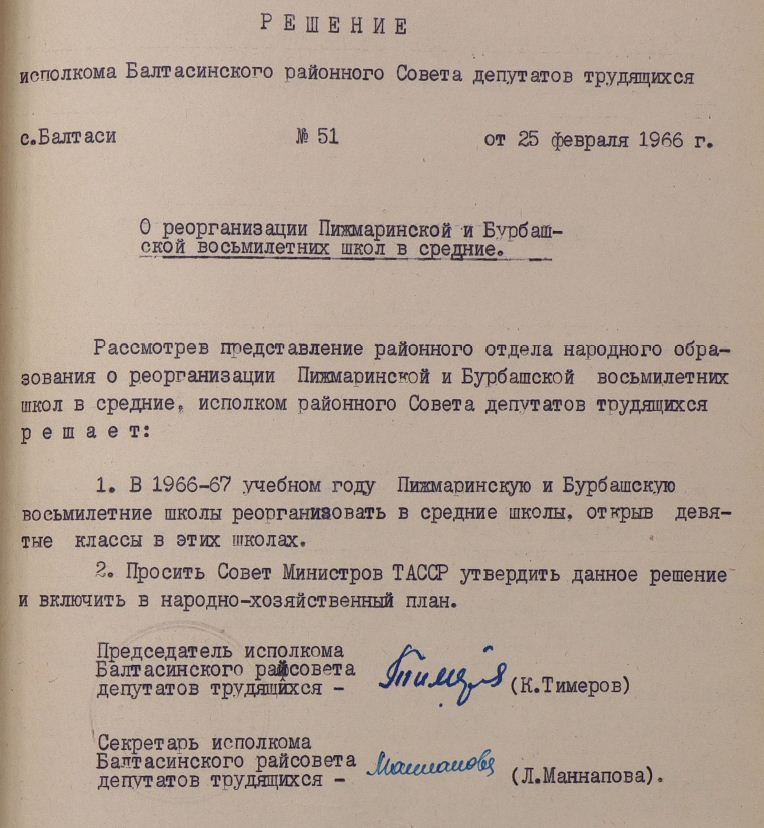 Р Е Ш Е Н И Е
исполкома Балтасинского районного Совета депутатов трудящихся
с.Балтаси № 51 от 25 февраля 1966 г.
О реорганизации Пижмаринской и Бурбаш-
ской восьмилетних школ в средние.
Рассмотрев представление районного отдела народного обра-
зования о реорганизации Пижмаринской и Бурбашской восьмилетних
школ в средние, исполком районного Совета депутатов трудящихся
р е ш а е т:
1. В 1966-67 учебном году Пижмаринскую и Бурбашскую
восьмилетние школы реорганизовать в средние школы, открыв девя-
тые классы в этих школах.
2. Просить Совет Министров ТАССР утвердить данное решение
и включить в народно-хозяйственный план.
Председатель исполкома
Балтасинского райсовета
депутатов трудящихся - Тимеров (К.Тимеров)
Секретарь исполкома
Балтасинского райсовета
депутатов трудящихся - Маннапова (Л.Маннапова).